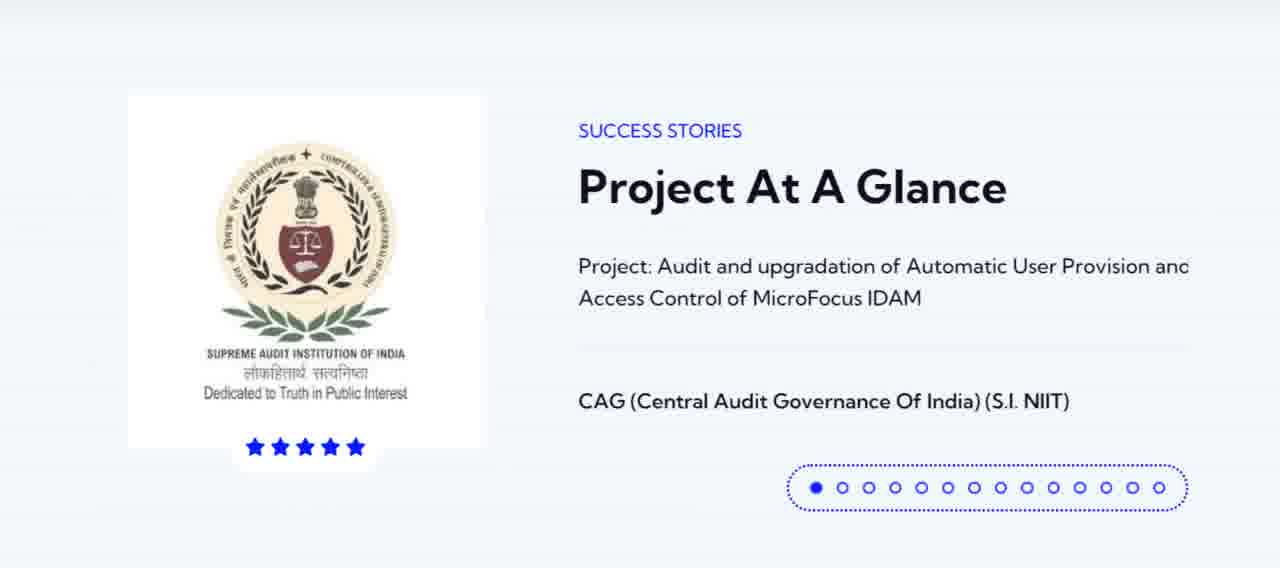 SUCCESS STORIES
Project At A Glance
Project: Audit and upgradation of Automatic User Provision and
Access Control of MicroFocus IDAM
CAG (Central Audit Governance Of India) (S.I. NIIT)
SUPREME AUDIT INSTITUTION OF INDIA
लोकहितार्थ सत्यनिष्ठा
Dedicated to Truth in Public Interest